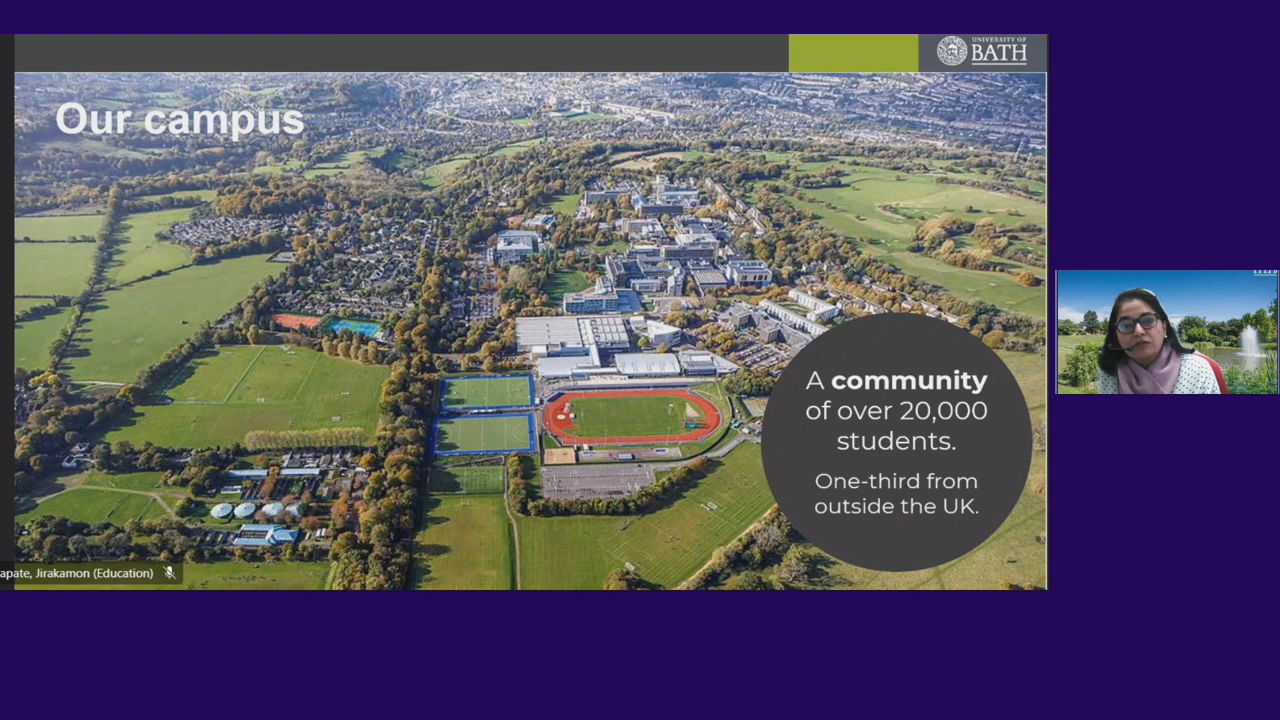 UNIVERSITY OF
BATH
Our campus
A community
of over 20,000
students.
One-third from
outside the UK.
apate, Jirakamon (Education)